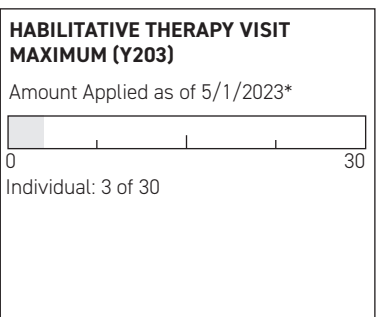 HABILITATIVE THERAPY VISIT
MAXIMUM (Y203)
Amount Applied as of 5/1/2023*
0 30
Individual: 3 of 30